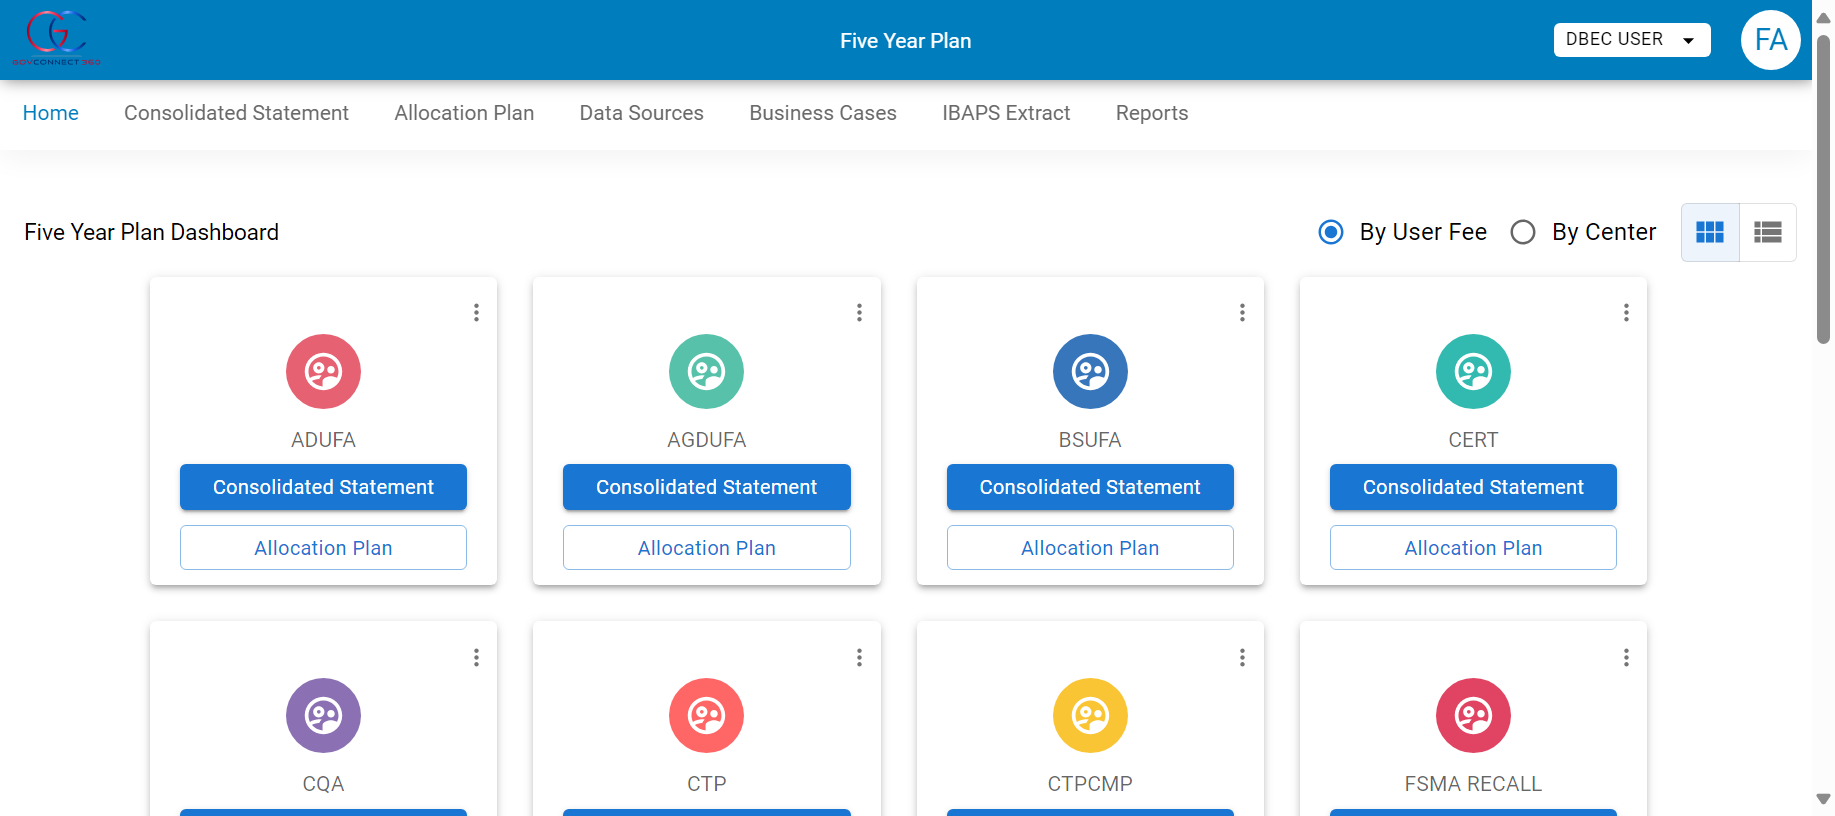 GOVCONNECT 360
Five Year Plan
DBEC USER
FA
Home Consolidated Statement Allocation Plan Data Sources Business Cases IBAPS Extract Reports
Five Year Plan Dashboard
By User Fee By Center
ADUFA AGDUFA BSUFA CERT
Consolidated Statement Consolidated Statement Consolidated Statement Consolidated Statement
Allocation Plan Allocation Plan Allocation Plan Allocation Plan
CQA CTP CTPCMP FSMA RECALL